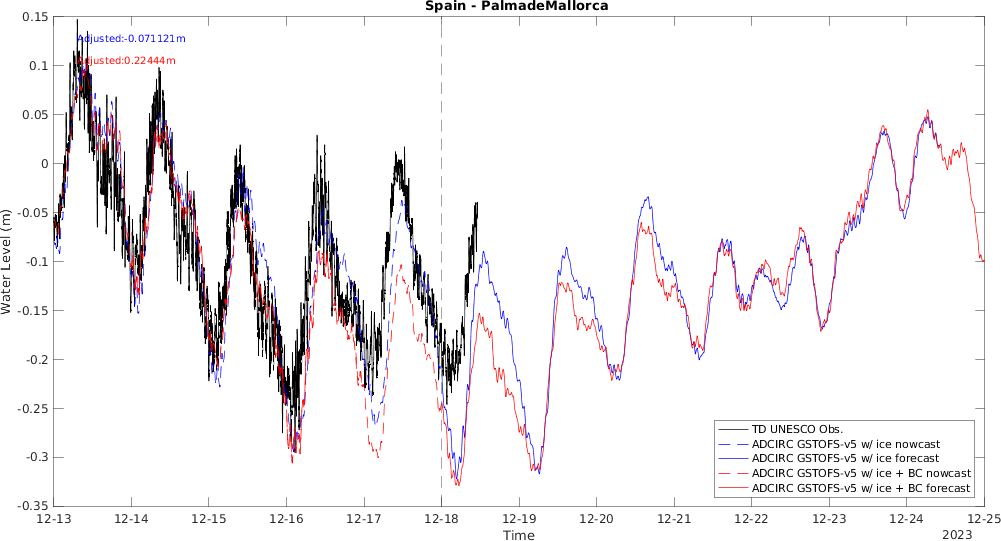 Spain - PalmadeMallorca
Adjusted:-0.071121m
Adjusted:0.22444m
Water Level (m)
0.15
0.1
0.05
0
-0.05
-0.1
-0.15
-0.2
-0.25
-0.3
-0.35
TD UNESCO Obs.
ADCIRC GSTOFS-v5 w/ ice nowcast
ADCIRC GSTOFS-v5 w/ ice forecast
ADCIRC GSTOFS-v5 w/ ice + BC nowcast
ADCIRC GSTOFS-v5 w/ ice + BC forecast
12-13 12-14 12-15 12-16 12-17 12-18 12-19 12-20 12-21 12-22 12-23 12-24 12-25
Time
2023